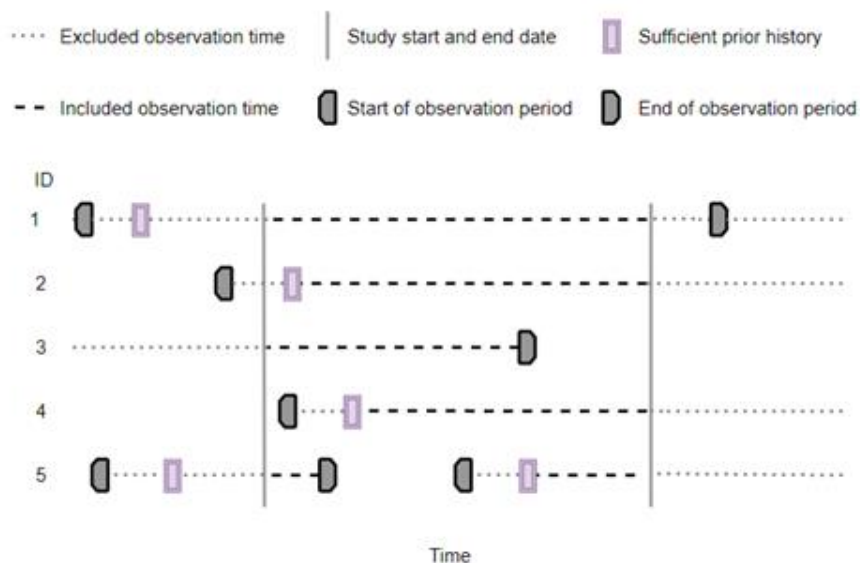 Excluded observation time Study start and end date Sufficient prior history
Included observation time Start of observation period End of observation period
ID
1
2
3
4
5
Time